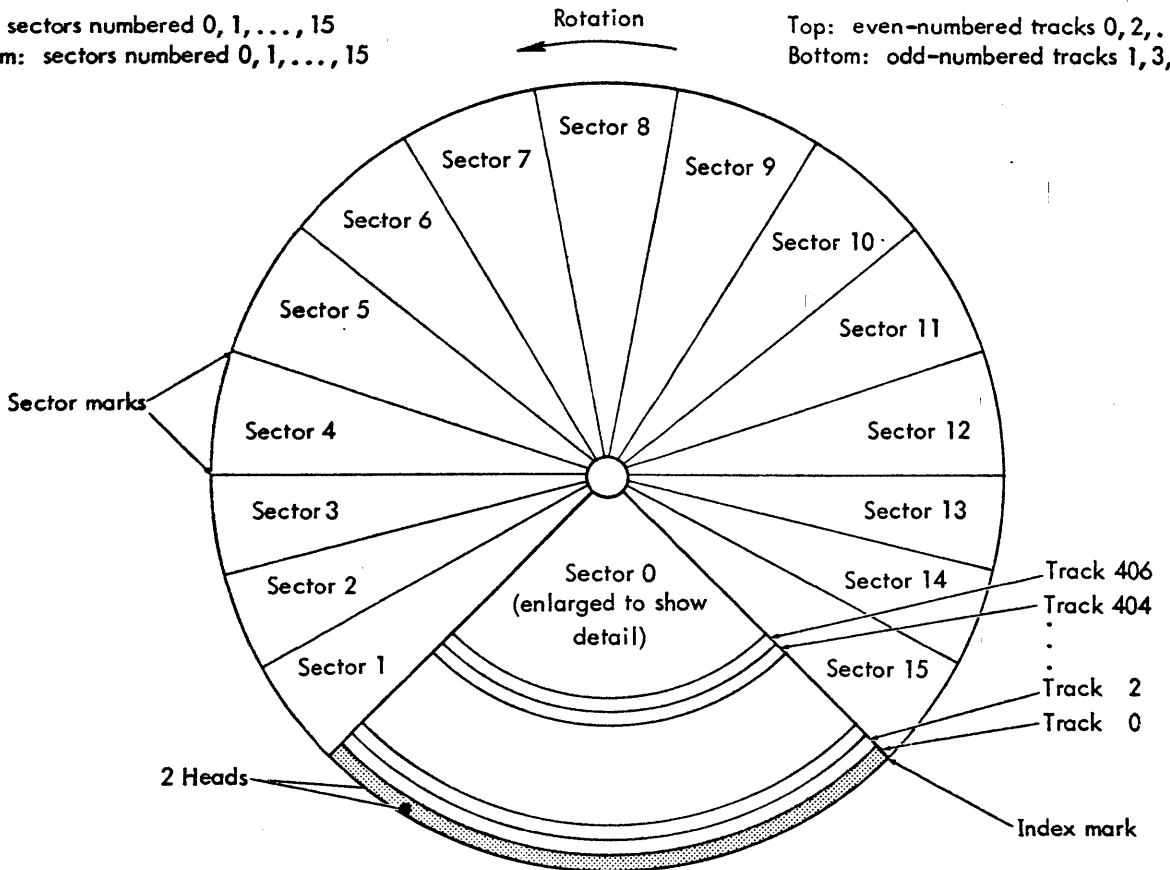 sectors numbered 0, 1, . . . , 15
m: sectors numbered 0, 1, . . . , 15
Rotation
Top: even-numbered tracks 0, 2, .
Bottom: odd-numbered tracks 1, 3,
Sector 8
Sector 7
Sector 9
Sector 6
Sector 10
Sector 5
Sector 11
Sector marks
Sector 4
Sector 12
Sector 3
Sector 13
Sector 2
Sector 14
Sector 0
(enlarged to show
detail)
Track 406
Track 404
.
.
.
Sector 1
Sector 15
Track 2
Track 0
2 Heads
Index mark